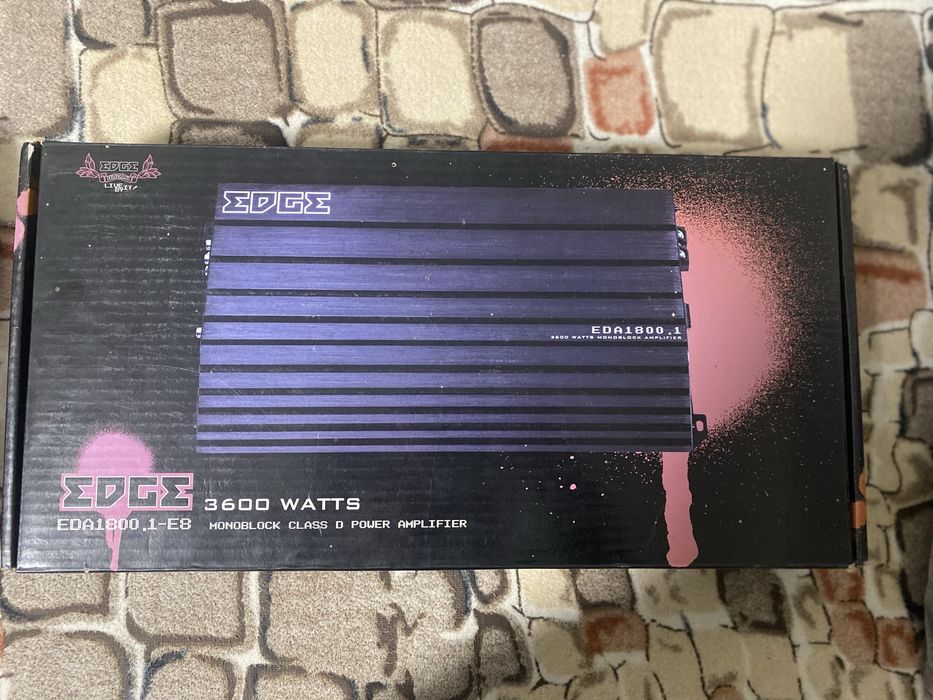 EDGE
LIVE
IT!
EDGE
EDA1800.1
3600 WATTS MONOBLOCK AMPLIFIER
EDGE 3600 WATTS
EDA1800.1-E8 MONOBLOCK CLASS D POWER AMPLIFIER